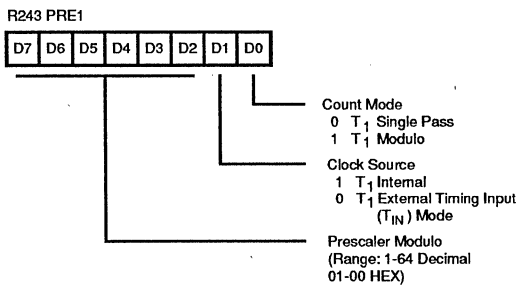 R243 PRE1
D7 D6 D5 D4 D3 D2 D1 D0
Count Mode
0 T1 Single Pass
1 T1 Modulo
Clock Source
1 T1 Internal
0 T1 External Timing Input
(TIN) Mode
Prescaler Modulo
(Range: 1-64 Decimal
01-00 HEX)